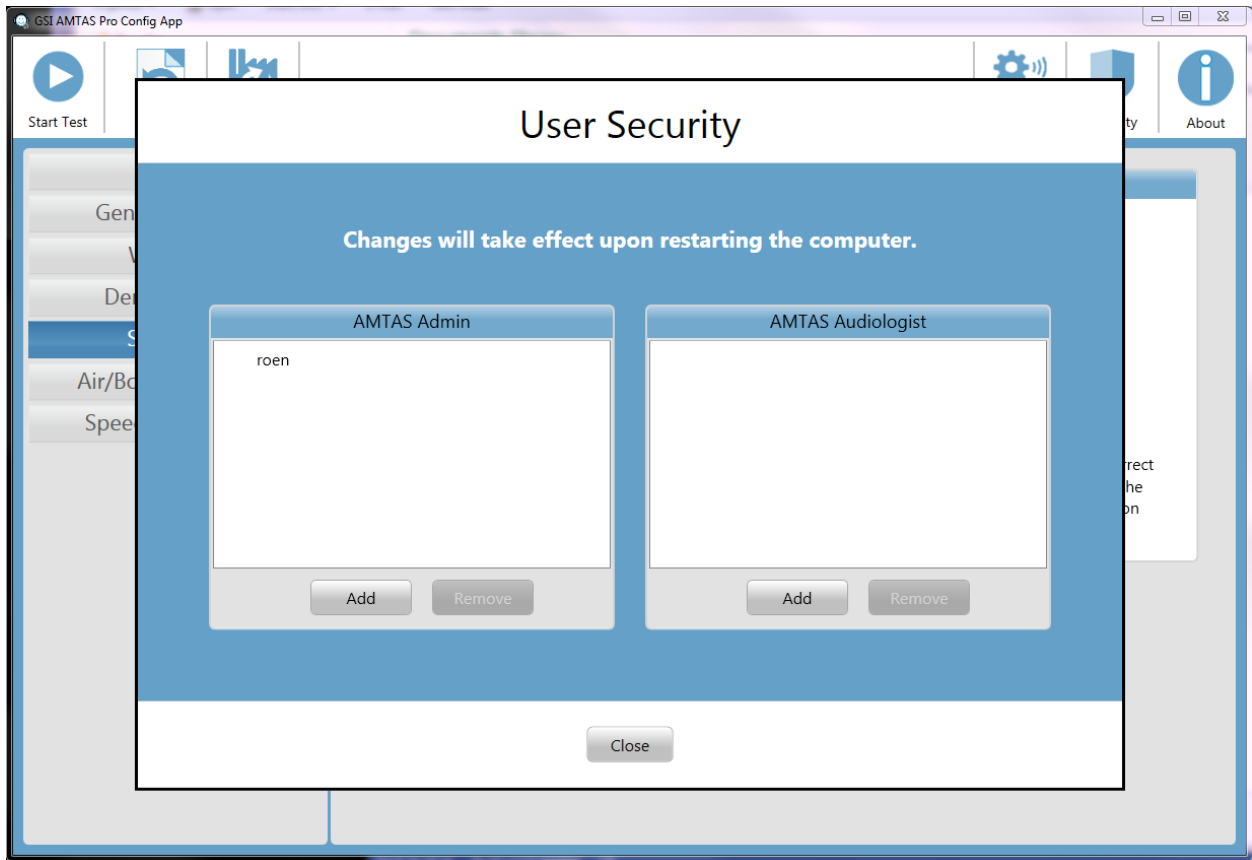 GSI AMTAS Pro Config App
Start Test
About
User Security
Changes will take effect upon restarting the computer.
AMTAS Admin
AMTAS Audiologist
roen
Add
Remove
Add
Remove
Close